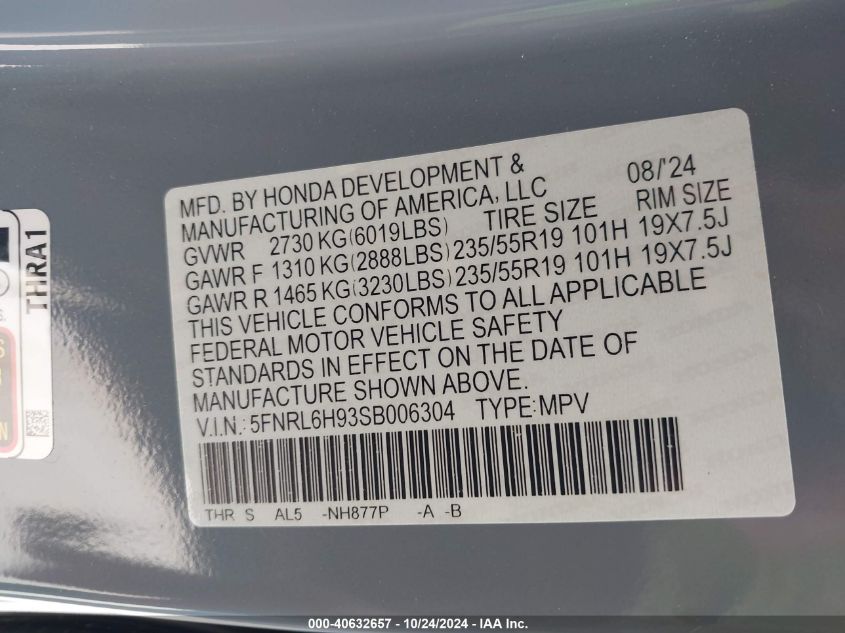 MFD. BY HONDA DEVELOPMENT & 08/'24
MANUFACTURING OF AMERICA, LLC
GVWR 2730 KG(6019LBS) TIRE SIZE RIM SIZE
GAWR F 1310 KG(2888LBS) 235/55R19 101H 19X7.5J
GAWR R 1465 KG(3230LBS) 235/55R19 101H 19X7.5J
THIS VEHICLE CONFORMS TO ALL APPLICABLE
FEDERAL MOTOR VEHICLE SAFETY
STANDARDS IN EFFECT ON THE DATE OF
MANUFACTURE SHOWN ABOVE.
V.I.N.: 5FNRL6H93SB006304 TYPE:MPV
THR S AL5 -NH877P -A -B
THRA1
000-40632657 - 10/24/2024 - IAA Inc.